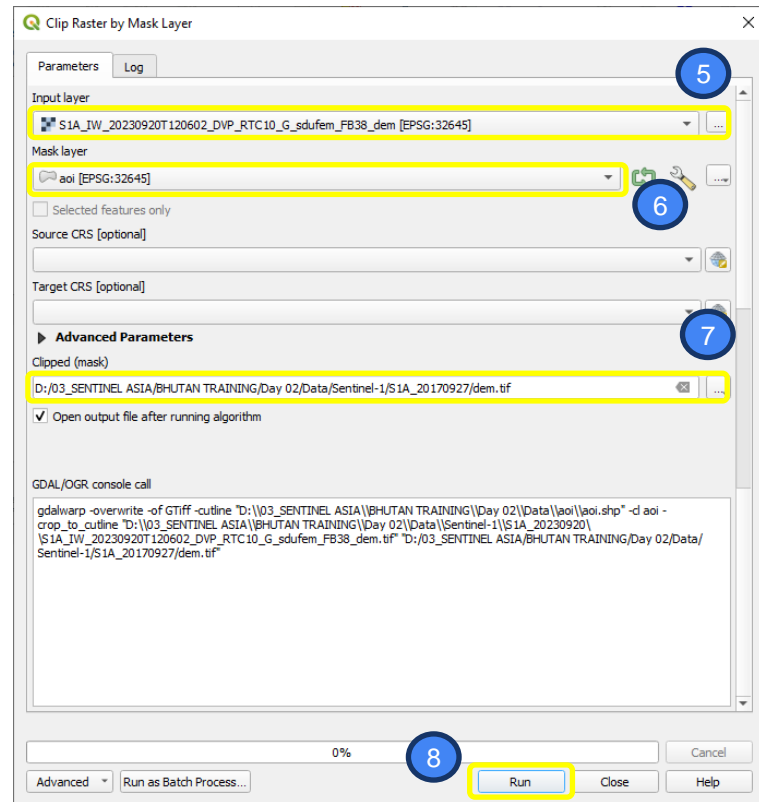 Clip Raster by Mask Layer
Parameters Log
5
Input layer
S1A_IW_20230920T120602_DVP_RTC10_G_sdufem_FB38_dem [EPSG:32645]
...
Mask layer
aoi [EPSG:32645]
...
6
Selected features only
Source CRS [optional]
Target CRS [optional]
7
Advanced Parameters
Clipped (mask)
D:/03_SENTINEL ASIA/BHUTAN TRAINING/Day 02/Data/Sentinel-1/S1A_20170927/dem.tif
...
Open output file after running algorithm
GDAL/OGR console call
gdalwarp -overwrite -of GTiff -cutline "D:\\03_SENTINEL ASIA\\BHUTAN TRAINING\\Day 02\\Data\\aoi\\aoi.shp" -cl aoi -
crop_to_cutline "D:\\03_SENTINEL ASIA\\BHUTAN TRAINING\\Day 02\\Data\\Sentinel-1\\S1A_20230920\
\S1A_IW_20230920T120602_DVP_RTC10_G_sdufem_FB38_dem.tif" "D:/03_SENTINEL ASIA/BHUTAN TRAINING/Day 02/Data/
Sentinel-1/S1A_20170927/dem.tif"
0%
8
Cancel
Advanced Run as Batch Process... Run Close Help